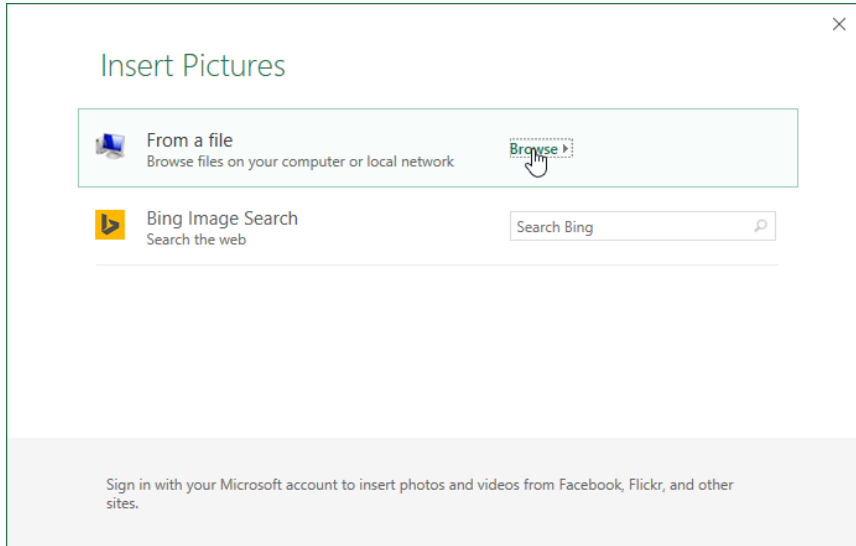 Insert Pictures
From a file
Browse files on your computer or local network
Browse
Bing Image Search
Search the web
Search Bing
Sign in with your Microsoft account to insert photos and videos from Facebook, Flickr, and other
sites.